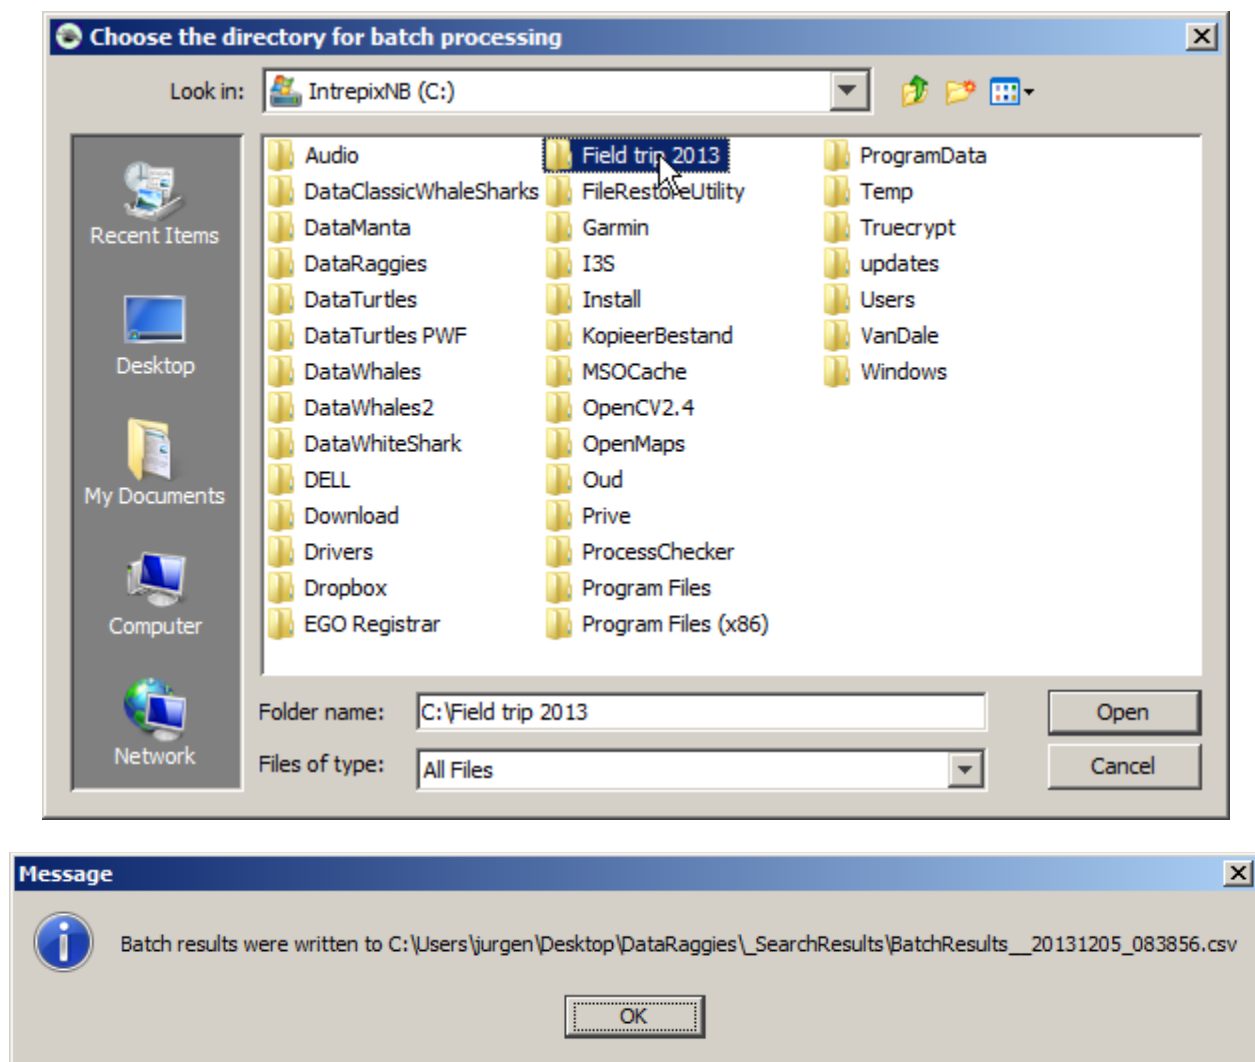 Choose the directory for batch processing
Look in: IntrepixNB (C:)
Recent Items
Desktop
My Documents
Computer
Network
Audio
DataClassicWhaleSharks
DataManta
DataRaggies
DataTurtles
DataTurtles PWF
DataWhales
DataWhales2
DataWhiteShark
DELL
Download
Drivers
Dropbox
EGO Registrar
Field trip 2013
FileRestoreUtility
Garmin
I3S
Install
KopieerBestand
MSOCache
OpenCV2.4
OpenMaps
Oud
Prive
ProcessChecker
Program Files
Program Files (x86)
ProgramData
Temp
Truecrypt
updates
Users
VanDale
Windows
Folder name: C:\Field trip 2013
Open
Files of type: All Files
Cancel
Message
Batch results were written to C:\Users\jurgen\Desktop\DataRaggies\_SearchResults\BatchResults__20131205_083856.csv
OK